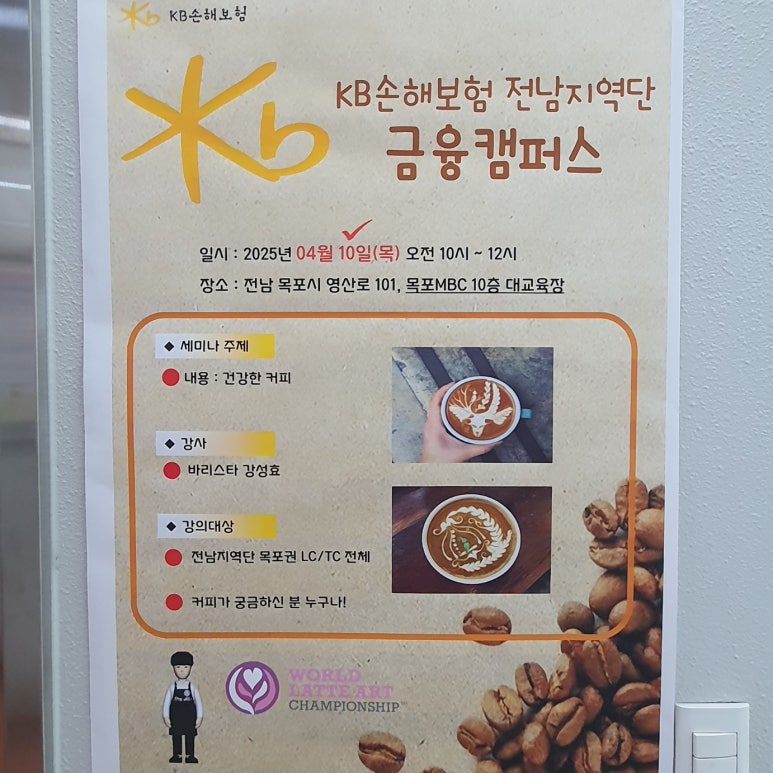 Kb KB손해보험
Kb
KB손해보험 전남지역단
금융캠퍼스
일시 : 2025년 04월 10일(목) 오전 10시 ~ 12시
장소 : 전남 목포시 영산로 101, 목포MBC 10층 대교육장
◆ 세미나 주제
내용 : 건강한 커피
◆ 강사
바리스타 강성효
◆ 강의대상
전남지역단 목포권 LC/TC 전체
커피가 궁금하신 분 누구나!
WORLD
LATTE ART
CHAMPIONSHIP